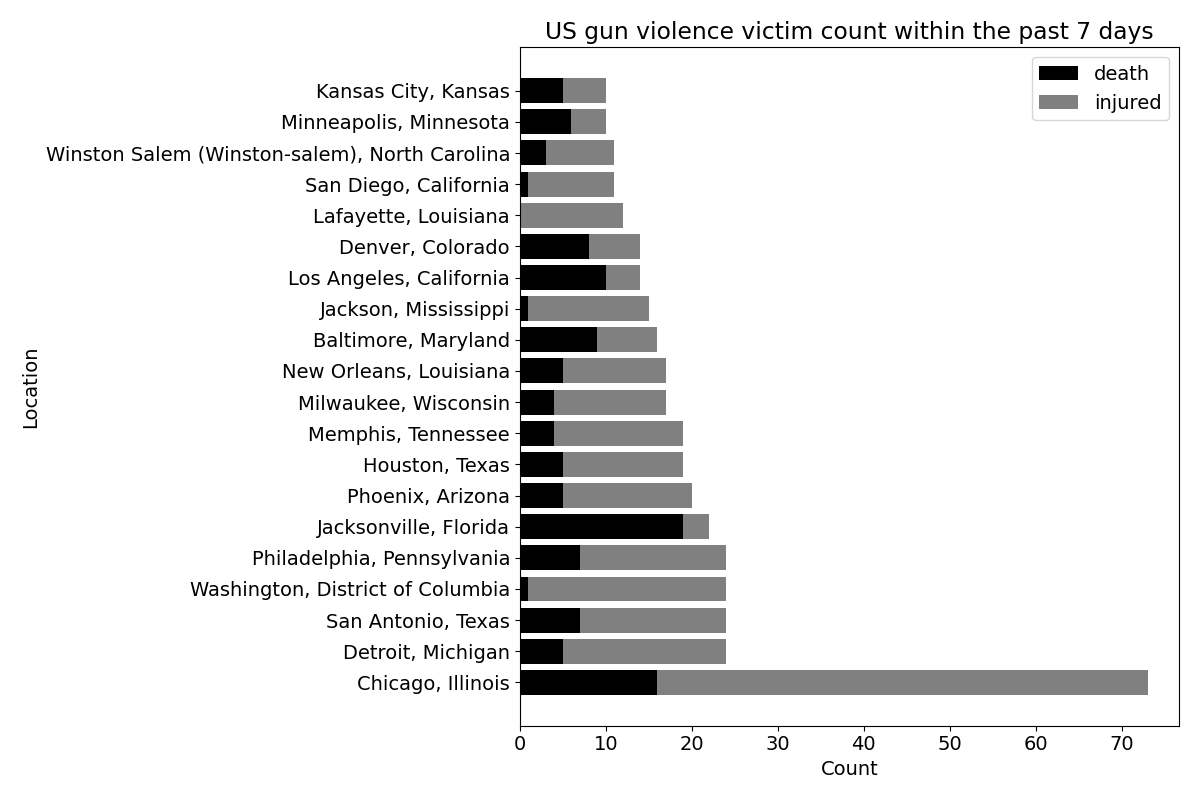 US gun violence victim count within the past 7 days
death
injured
Kansas City, Kansas
Minneapolis, Minnesota
Winston Salem (Winston-salem), North Carolina
San Diego, California
Lafayette, Louisiana
Denver, Colorado
Los Angeles, California
Jackson, Mississippi
Baltimore, Maryland
New Orleans, Louisiana
Milwaukee, Wisconsin
Memphis, Tennessee
Houston, Texas
Phoenix, Arizona
Jacksonville, Florida
Philadelphia, Pennsylvania
Washington, District of Columbia
San Antonio, Texas
Detroit, Michigan
Chicago, Illinois
Location
0 10 20 30 40 50 60 70
Count